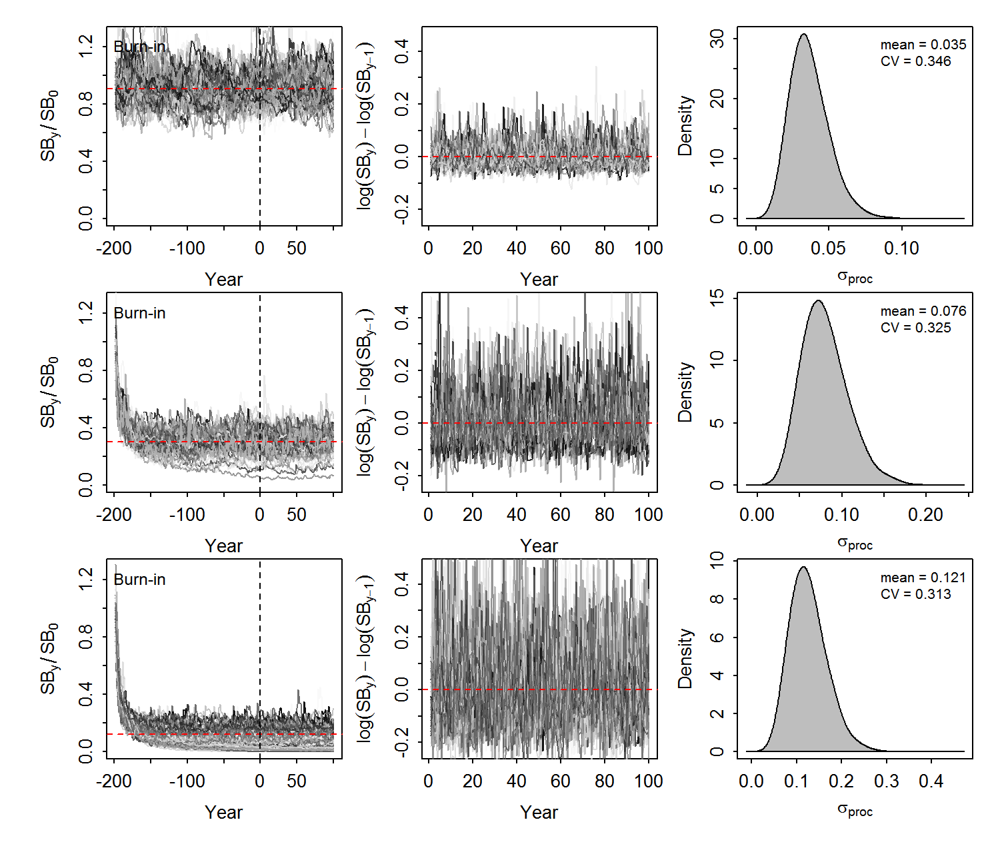 SBy / SB0
1.2
0.8
0.4
0.0
Burn-in
-200 -100 0 50
Year
log(SBy) − log(SBy−1)
0.4
0.2
0.0
-0.2
0 20 40 60 80 100
Year
Density
30
20
10
5
0
mean = 0.035
CV = 0.346
0.00 0.05 0.10
σproc
SBy / SB0
1.2
0.8
0.4
0.0
Burn-in
-200 -100 0 50
Year
log(SBy) − log(SBy−1)
0.4
0.2
0.0
-0.2
0 20 40 60 80 100
Year
Density
15
10
5
0
mean = 0.076
CV = 0.325
0.00 0.10 0.20
σproc
SBy / SB0
1.2
0.8
0.4
0.0
Burn-in
-200 -100 0 50
Year
log(SBy) − log(SBy−1)
0.4
0.2
0.0
-0.2
0 20 40 60 80 100
Year
Density
10
8
6
4
2
0
mean = 0.121
CV = 0.313
0.0 0.1 0.2 0.3 0.4
σproc